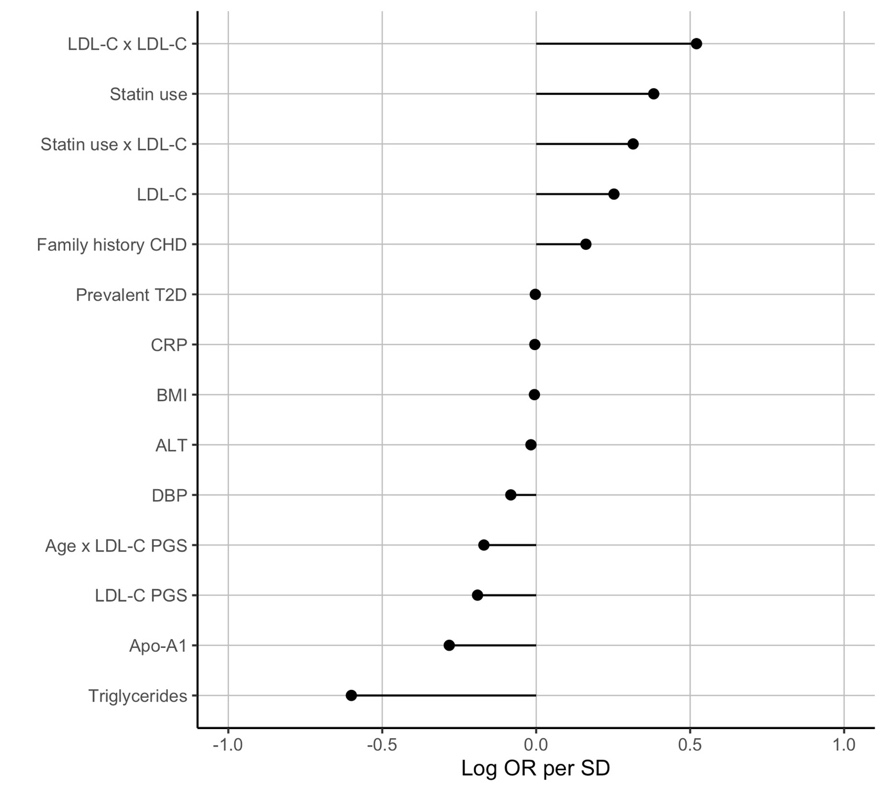 LDL-C x LDL-C
Statin use
Statin use x LDL-C
LDL-C
Family history CHD
Prevalent T2D
CRP
BMI
ALT
DBP
Age x LDL-C PGS
LDL-C PGS
Apo-A1
Triglycerides
-1.0 -0.5 0.0 0.5 1.0
Log OR per SD